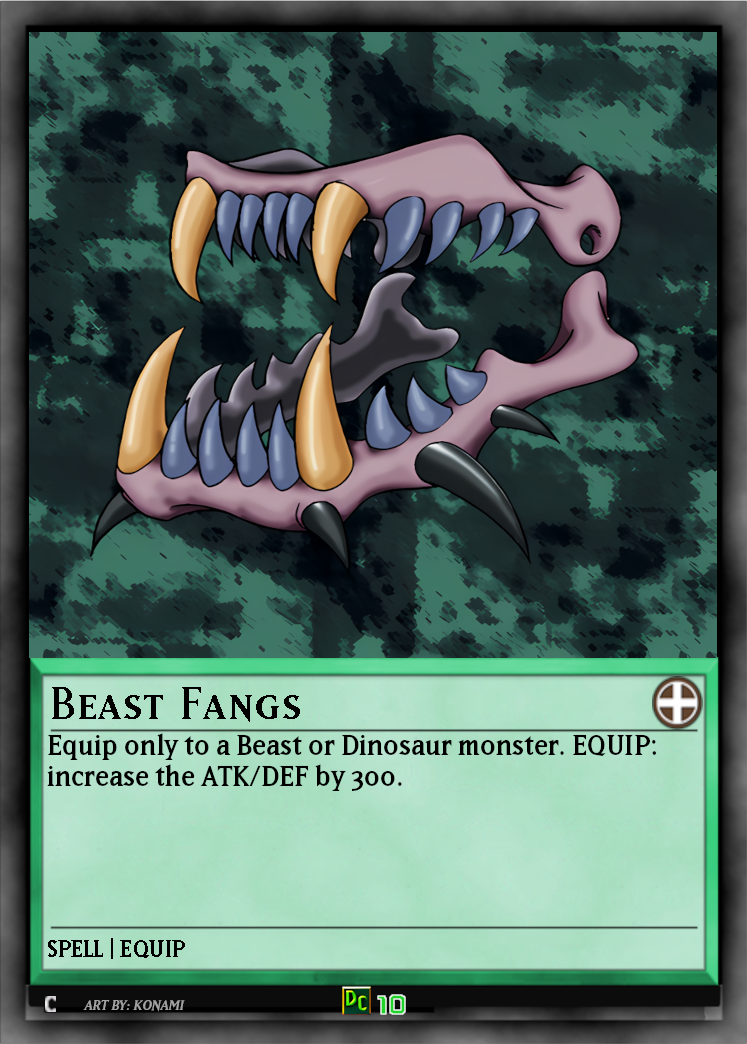 BEAST FANGS
Equip only to a Beast or Dinosaur monster. EQUIP:
increase the ATK/DEF by 300.
SPELL | EQUIP
C ART BY: KONAMI DC 10